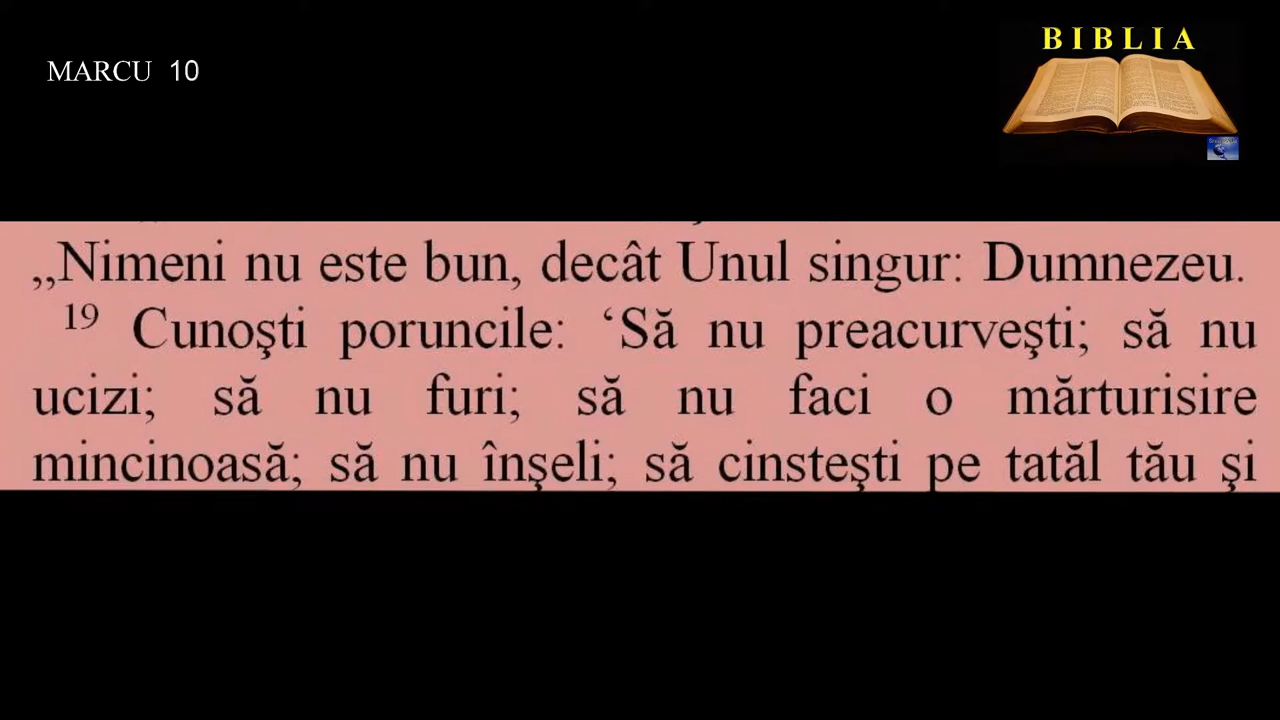 BIBLIA
MARCU 10
„Nimeni nu este bun, decât Unul singur: Dumnezeu.
19 Cunoşti poruncile: ‘Să nu preacurveşti; să nu
ucizi; să nu furi; să nu faci o mărturisire
mincinoasă; să nu înşeli; să cinsteşti pe tatăl tău şi